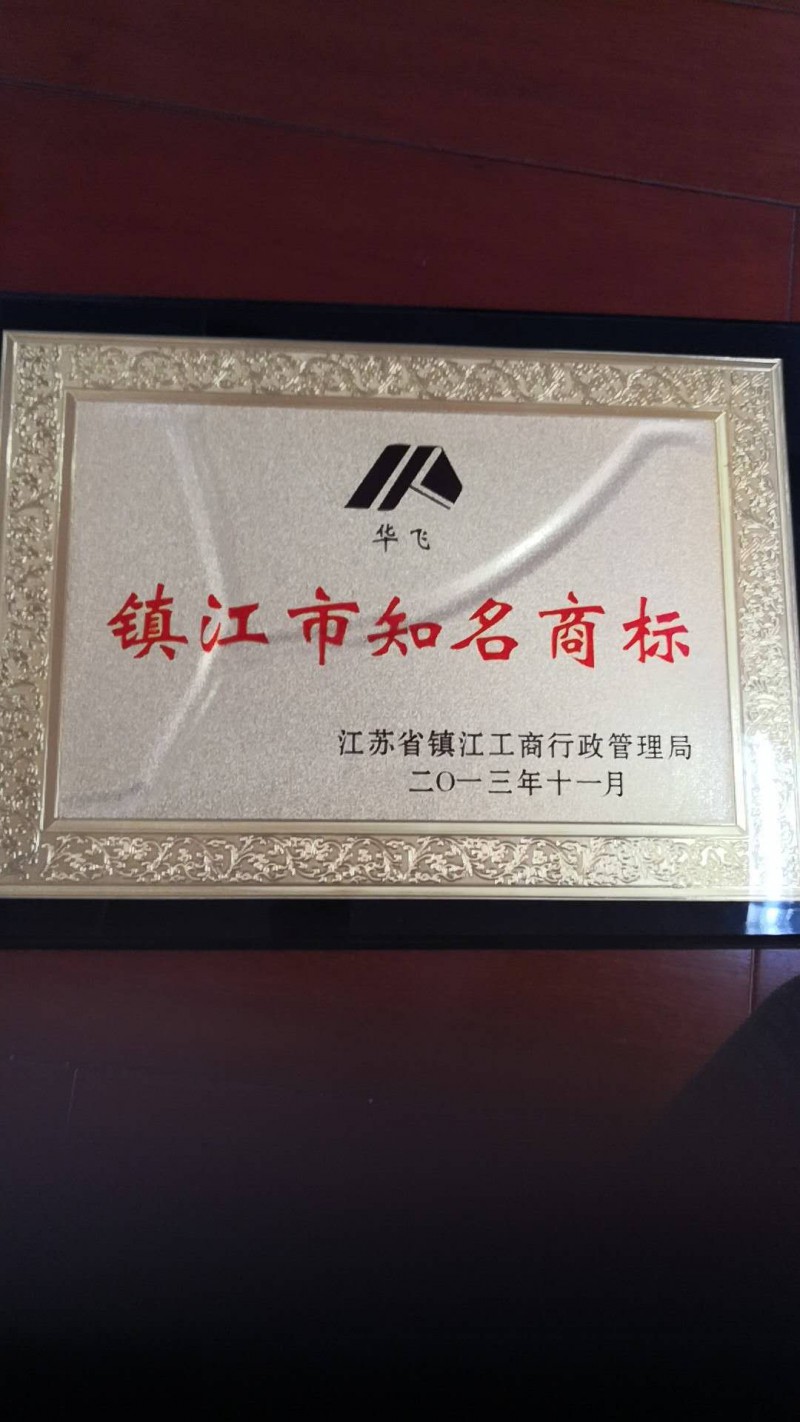 华飞
镇江市知名商标
江苏省镇江工商行政管理局
二〇一三年十一月